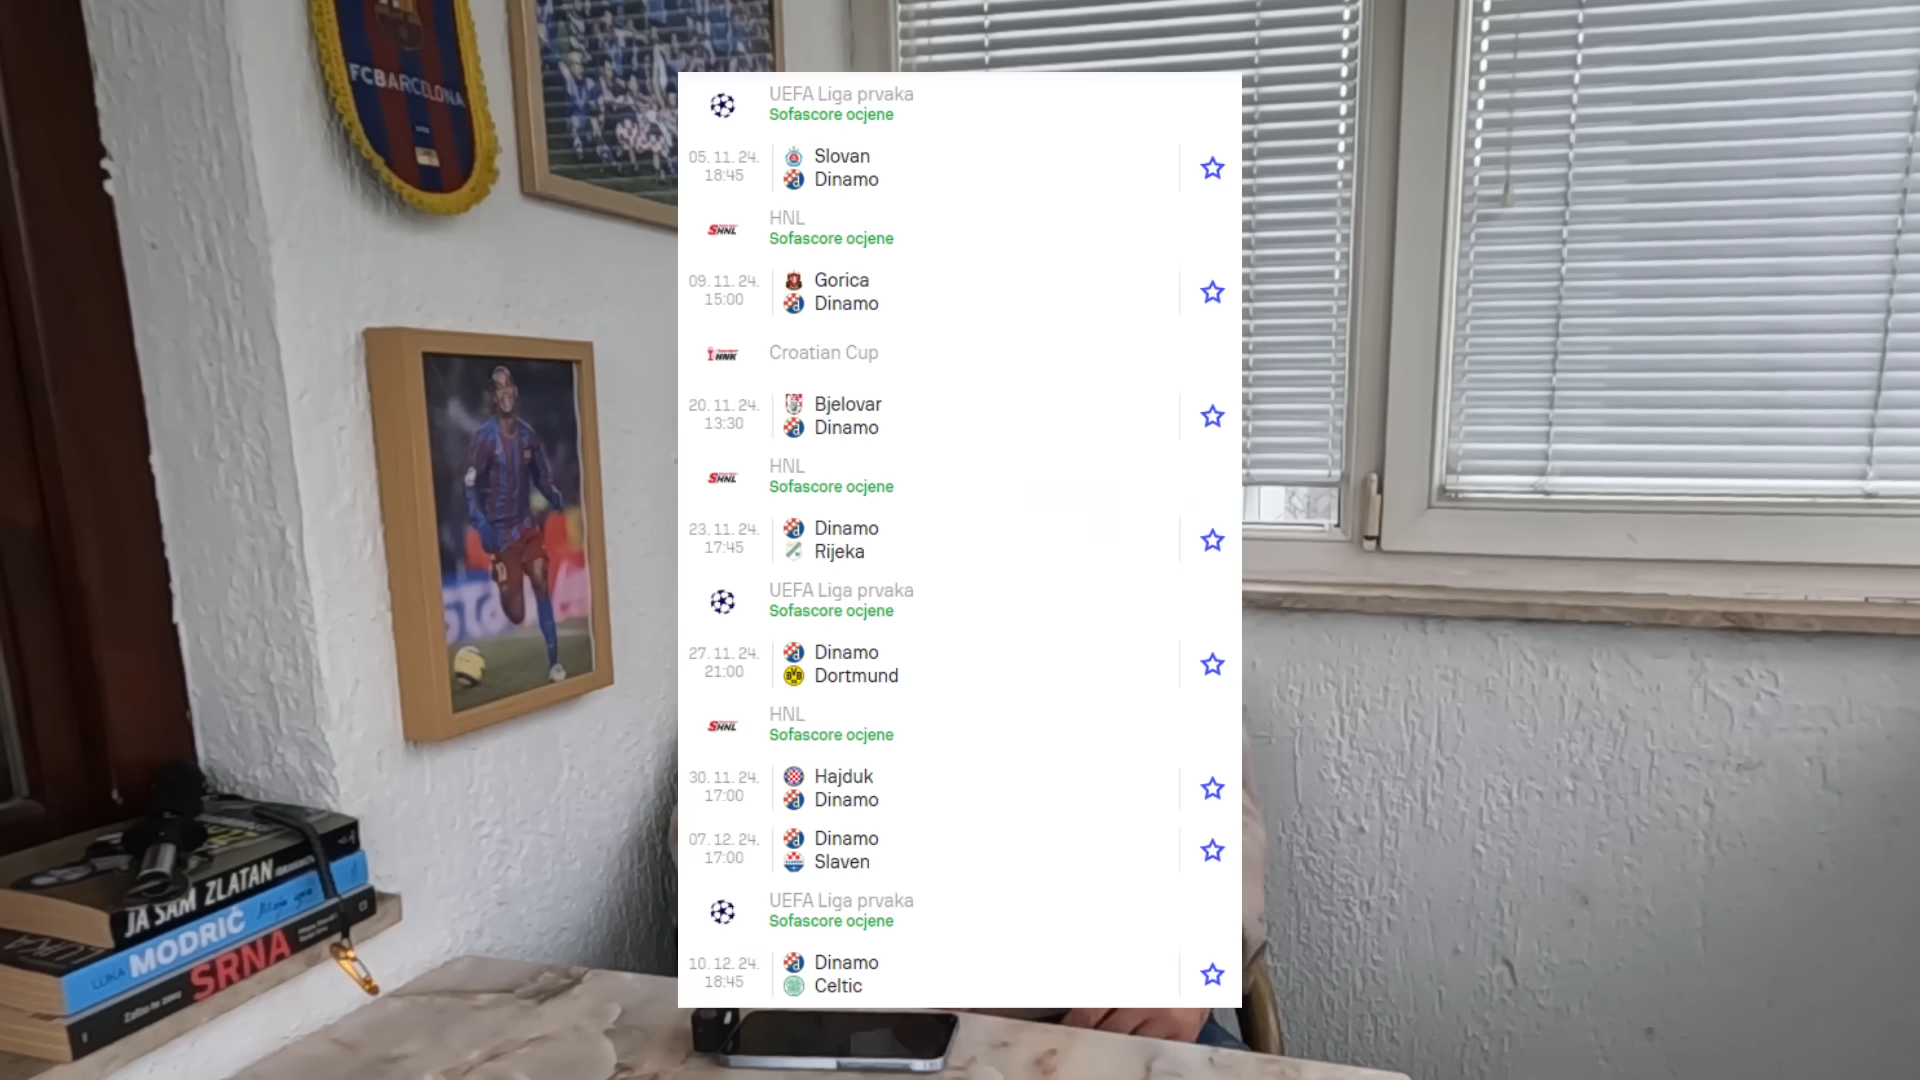 FCBARCELONA
UEFA Liga prvaka
Sofascore ocjene
05. 11. 24.
18:45
Slovan
Dinamo
HNL
Sofascore ocjene
09. 11. 24.
15:00
Gorica
Dinamo
Croatian Cup
20. 11. 24.
13:30
Bjelovar
Dinamo
HNL
Sofascore ocjene
23. 11. 24.
17:45
Dinamo
Rijeka
UEFA Liga prvaka
Sofascore ocjene
27. 11. 24.
21:00
Dinamo
Dortmund
HNL
Sofascore ocjene
30. 11. 24.
17:00
Hajduk
Dinamo
07. 12. 24.
17:00
Dinamo
Slaven
UEFA Liga prvaka
Sofascore ocjene
10. 12. 24.
18:45
Dinamo
Celtic
JA SAM ZLATAN
LUKA MODRIĆ Moja igra
SRNA